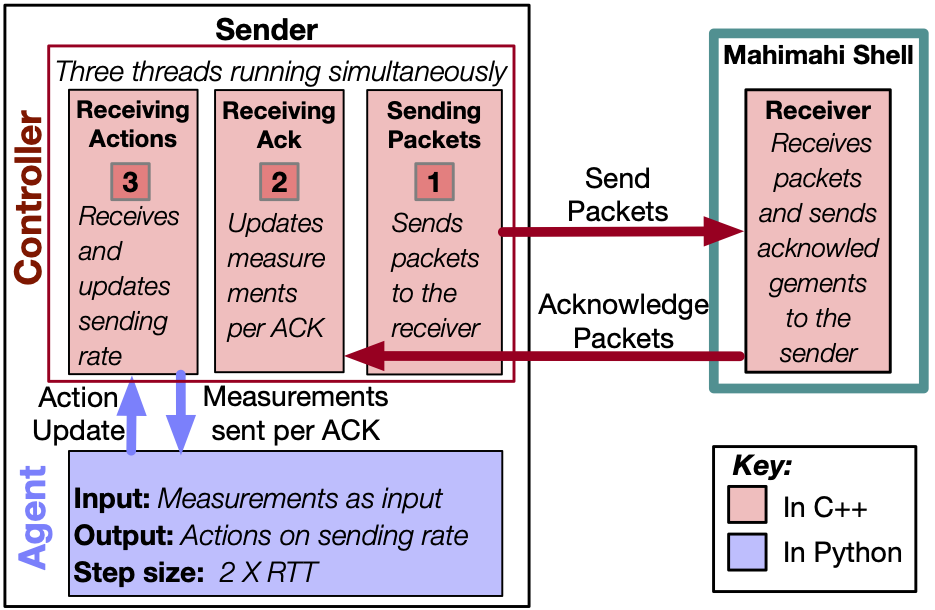 Sender
Controller
Three threads running simultaneously
Receiving
Actions
3
Receives
and
updates
sending
rate
Receiving
Ack
2
Updates
measure
ments
per ACK
Sending
Packets
1
Sends
packets
to the
receiver
Send
Packets
Acknowledge
Packets
Mahimahi Shell
Receiver
Receives
packets
and sends
acknowled
gements
to the
sender
Action
Update
Measurements
sent per ACK
Agent
Input: Measurements as input
Output: Actions on sending rate
Step size: 2 X RTT
Key:
In C++
In Python